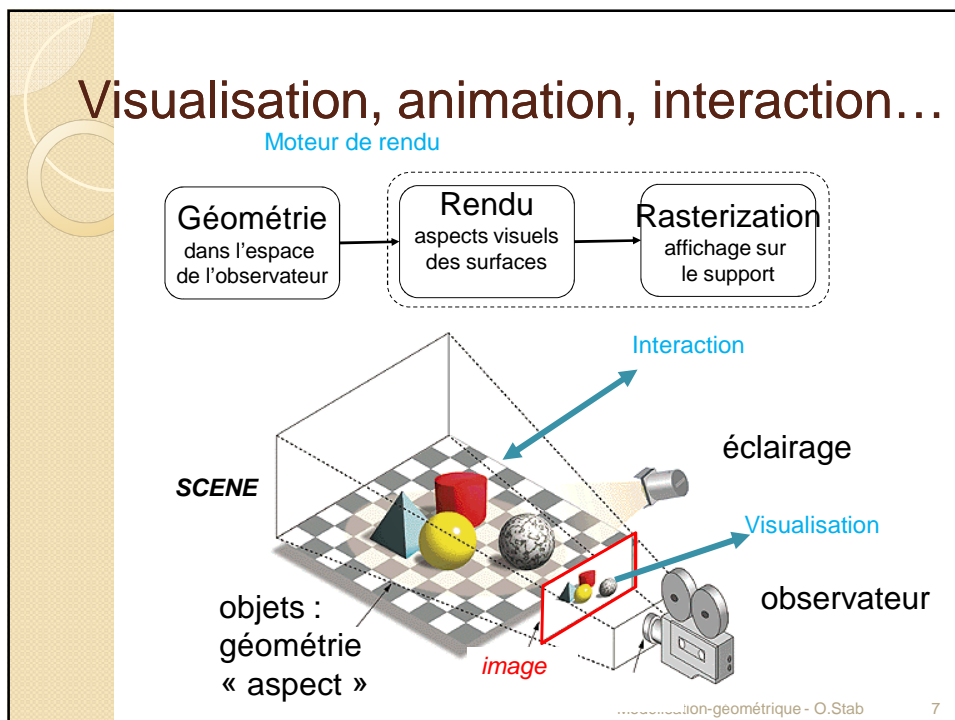 Visualisation, animation, interaction…
Moteur de rendu
Géométrie
dans l'espace
de l'observateur
Rendu
aspects visuels
des surfaces
Rasterization
affichage sur
le support
Interaction
éclairage
SCENE
Visualisation
observateur
objets :
géométrie
« aspect »
image
-géométrique - O.Stab
7